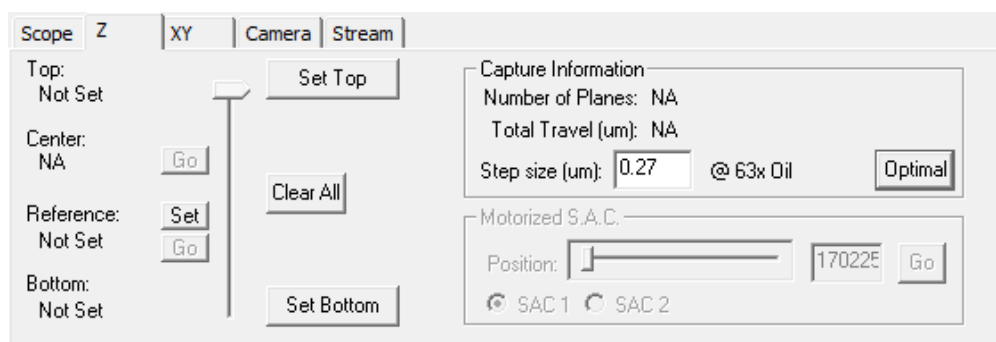 Scope Z XY Camera Stream
Top:
Not Set
Set Top
Center:
NA
Go
Clear All
Reference:
Set
Not Set
Go
Bottom:
Not Set
Set Bottom
Capture Information
Number of Planes: NA
Total Travel (um): NA
Step size (um): 0.27 @ 63x Oil Optimal
Motorized S.A.C.
Position: 170225 Go
SAC 1 SAC 2